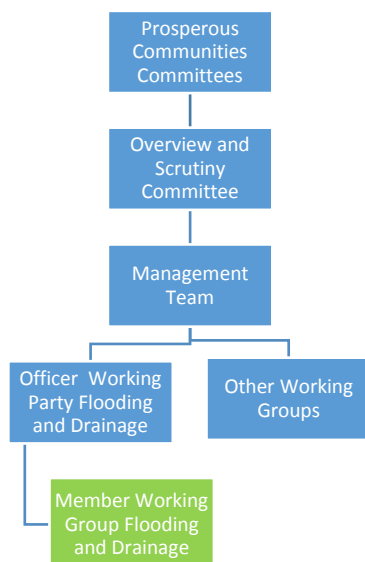 Prosperous
Communities
Committees
Overview and
Scrutiny
Committee
Management
Team
Officer Working
Party Flooding
and Drainage
Other Working
Groups
Member Working
Group Flooding
and Drainage